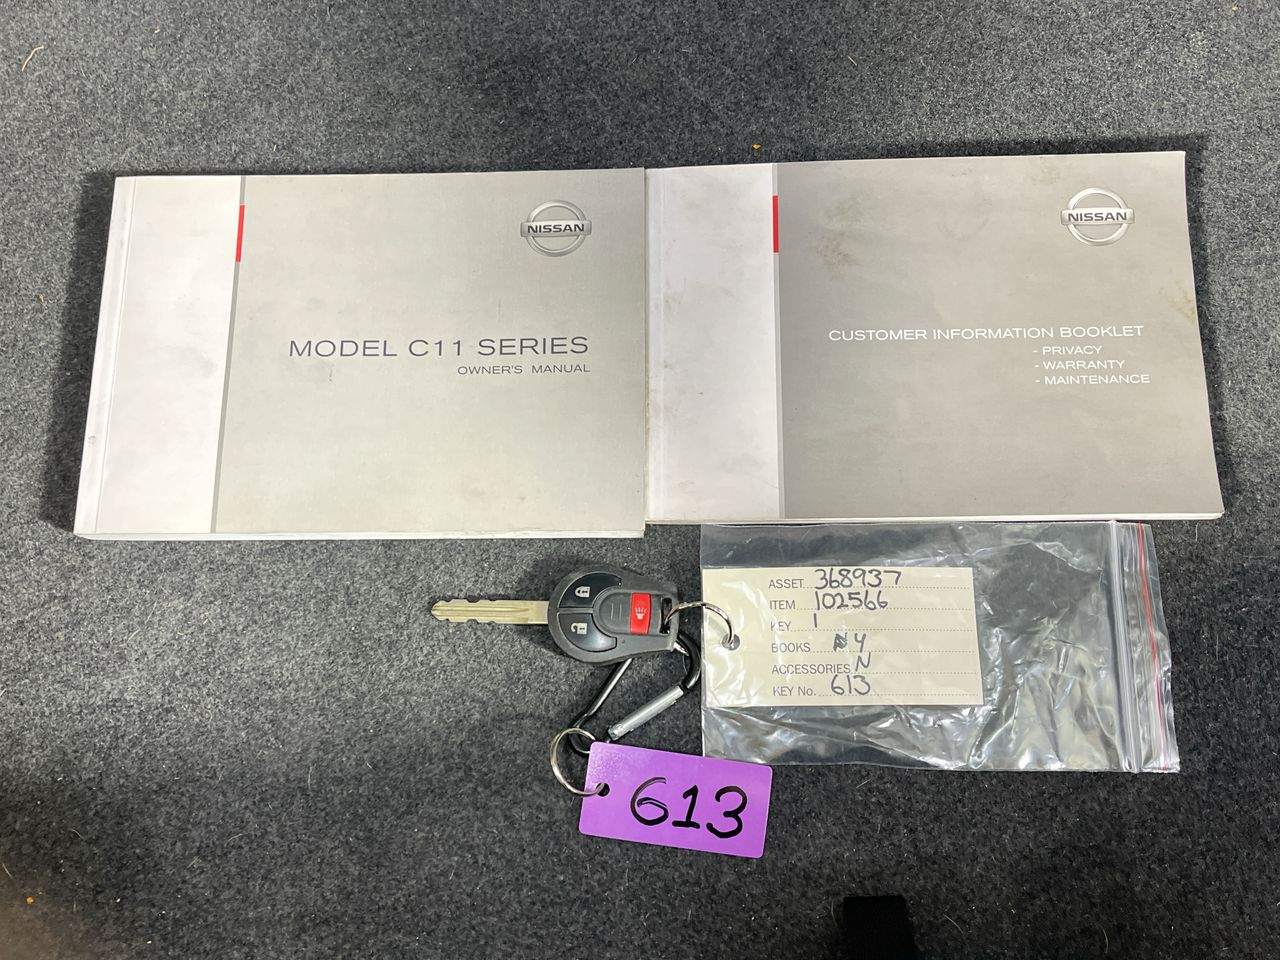 NISSAN
MODEL C11 SERIES
OWNER'S MANUAL
NISSAN
CUSTOMER INFORMATION BOOKLET
- PRIVACY
- WARRANTY
- MAINTENANCE
ASSET 368937
ITEM 102566
KEY 1
BOOKS 4
ACCESSORIES N
KEY No. 613
613